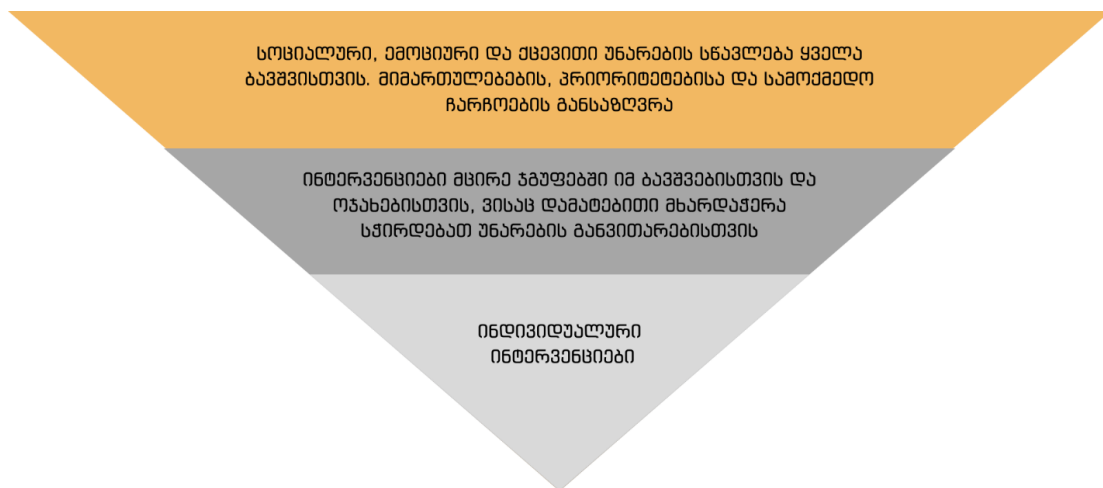 სოციალური, ემოციური და ქცევითი უნარების სწავლება ყველა
ბავშვისთვის. მიმართულებების, პრიორიტეტებისა და სამოქმედო
ჩარჩოების განსაზღვრა
ინტერვენციები მცირე ჯგუფებში იმ ბავშვებისთვის და
ოჯახებისთვის, ვისაც დამატებითი მხარდაჭერა
სჭირდებათ უნარების განვითარებისთვის
ინდივიდუალური
ინტერვენციები